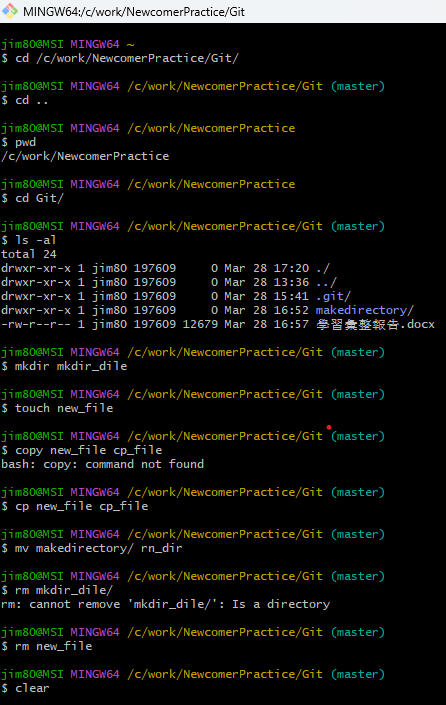 MINGW64:/c/work/NewcomerPractice/Git
jim80@MSI MINGW64 ~
$ cd /c/work/NewcomerPractice/Git/
jim80@MSI MINGW64 /c/work/NewcomerPractice/Git (master)
$ cd ..
jim80@MSI MINGW64 /c/work/NewcomerPractice
$ pwd
/c/work/NewcomerPractice
jim80@MSI MINGW64 /c/work/NewcomerPractice
$ cd Git/
jim80@MSI MINGW64 /c/work/NewcomerPractice/Git (master)
$ ls -al
total 24
drwxr-xr-x 1 jim80 197609     0 Mar 28 17:20 ./
drwxr-xr-x 1 jim80 197609     0 Mar 28 13:36 ../
drwxr-xr-x 1 jim80 197609     0 Mar 28 15:41 .git/
drwxr-xr-x 1 jim80 197609     0 Mar 28 16:52 makedirectory/
-rw-r--r-- 1 jim80 197609 12679 Mar 28 16:57 學習彙整報告.docx
jim80@MSI MINGW64 /c/work/NewcomerPractice/Git (master)
$ mkdir mkdir_dile
jim80@MSI MINGW64 /c/work/NewcomerPractice/Git (master)
$ touch new_file
jim80@MSI MINGW64 /c/work/NewcomerPractice/Git (master)
$ copy new_file cp_file
bash: copy: command not found
jim80@MSI MINGW64 /c/work/NewcomerPractice/Git (master)
$ cp new_file cp_file
jim80@MSI MINGW64 /c/work/NewcomerPractice/Git (master)
$ mv makedirectory/ rn_dir
jim80@MSI MINGW64 /c/work/NewcomerPractice/Git (master)
$ rm mkdir_dile/
rm: cannot remove 'mkdir_dile/': Is a directory
jim80@MSI MINGW64 /c/work/NewcomerPractice/Git (master)
$ rm new_file
jim80@MSI MINGW64 /c/work/NewcomerPractice/Git (master)
$ clear